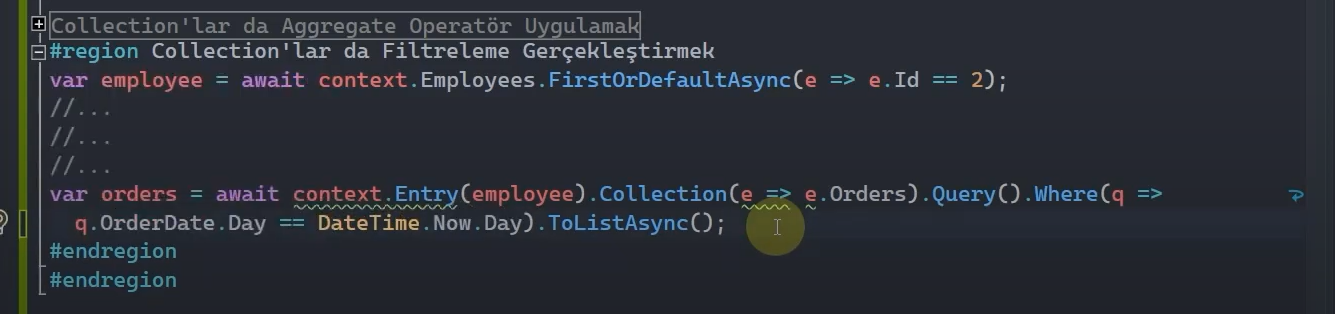 Collection'lar da Aggregate Operatör Uygulamak
#region Collection'lar da Filtreleme Gerçekleştirmek
var employee = await context.Employees.FirstOrDefaultAsync(e => e.Id == 2);
//...
//...
//...
var orders = await context.Entry(employee).Collection(e => e.Orders).Query().Where(q =>
q.OrderDate.Day == DateTime.Now.Day).ToListAsync();
#endregion
#endregion